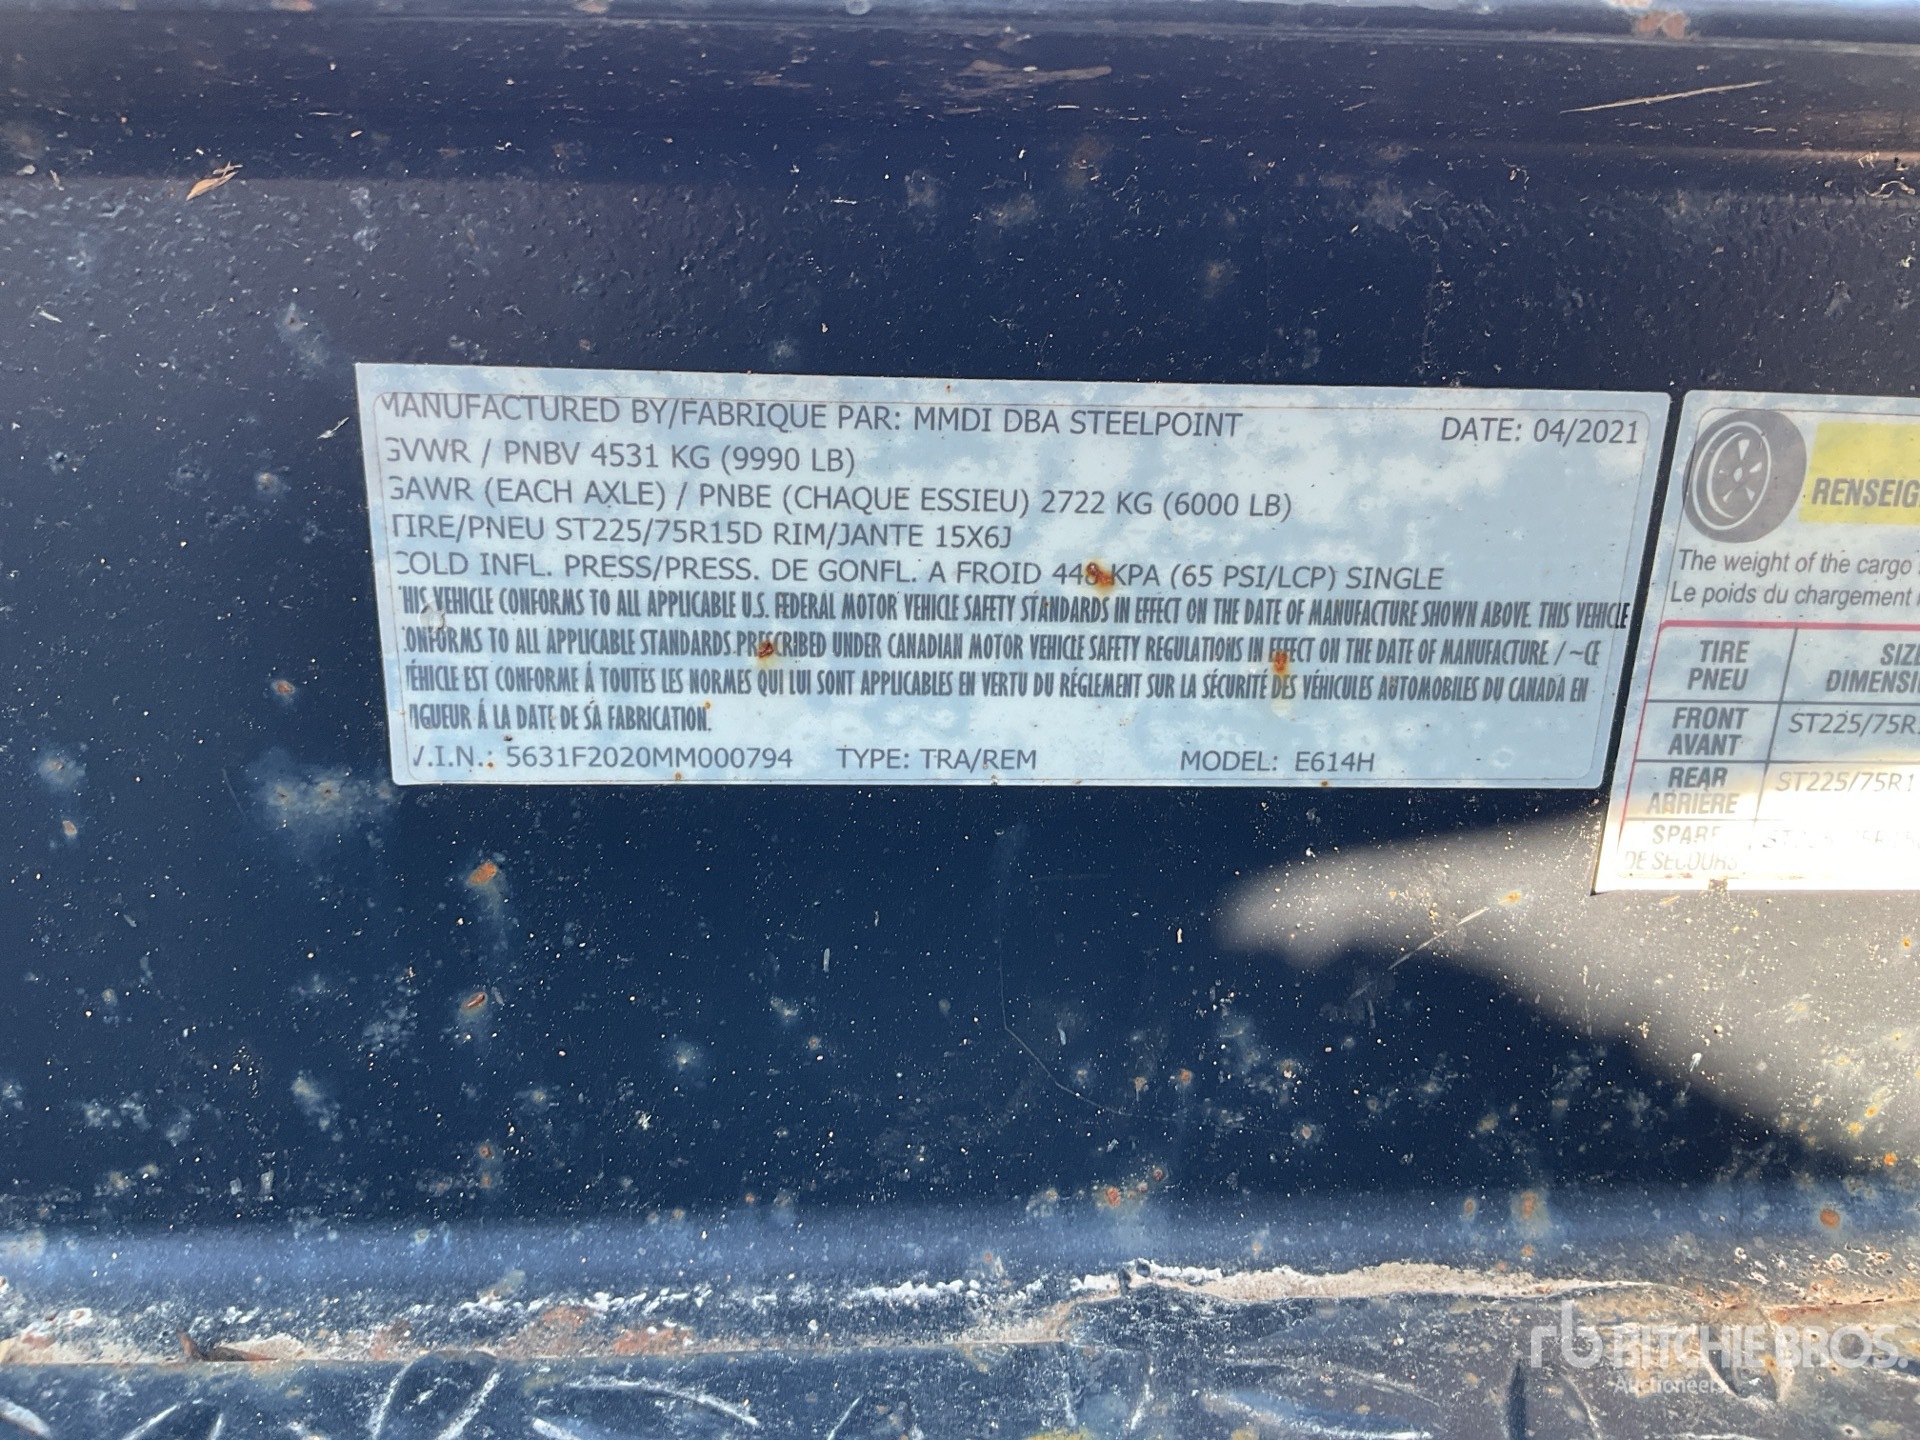 MANUFACTURED BY/FABRIQUE PAR: MMDI DBA STEELPOINT DATE: 04/2021
GVWR / PNBV 4531 KG (9990 LB)
GAWR (EACH AXLE) / PNBE (CHAQUE ESSIEU) 2722 KG (6000 LB)
TIRE/PNEU ST225/75R15D RIM/JANTE 15X6J
COLD INFL. PRESS/PRESS. DE GONFL. A FROID 448 KPA (65 PSI/LCP) SINGLE
THIS VEHICLE CONFORMS TO ALL APPLICABLE U.S. FEDERAL MOTOR VEHICLE SAFETY STANDARDS IN EFFECT ON THE DATE OF MANUFACTURE SHOWN ABOVE. THIS VEHICLE
CONFORMS TO ALL APPLICABLE STANDARDS PRESCRIBED UNDER CANADIAN MOTOR VEHICLE SAFETY REGULATIONS IN EFFECT ON THE DATE OF MANUFACTURE / ~CE
VÉHICLE EST CONFORME À TOUTES LES NORMES QUI LUI SONT APPLICABLES EN VERTU DU RÉGLEMENT SUR LA SÉCURITÉ DES VÉHICULES AUTOMOBILES DU CANADA EN
VIGUEUR Á LA DATE DE SA FABRICATION.
V.I.N.: 5631F2020MM000794 TYPE: TRA/REM MODEL: E614H
RENSEIG
The weight of the cargo
Le poids du chargement
TIRE SIZE
PNEU DIMENSI
FRONT ST225/75R
AVANT
REAR ST225/75R1
ARRIÈRE
SPARE
DE SECOURS
rb RITCHIE BROS.
Auctioneers